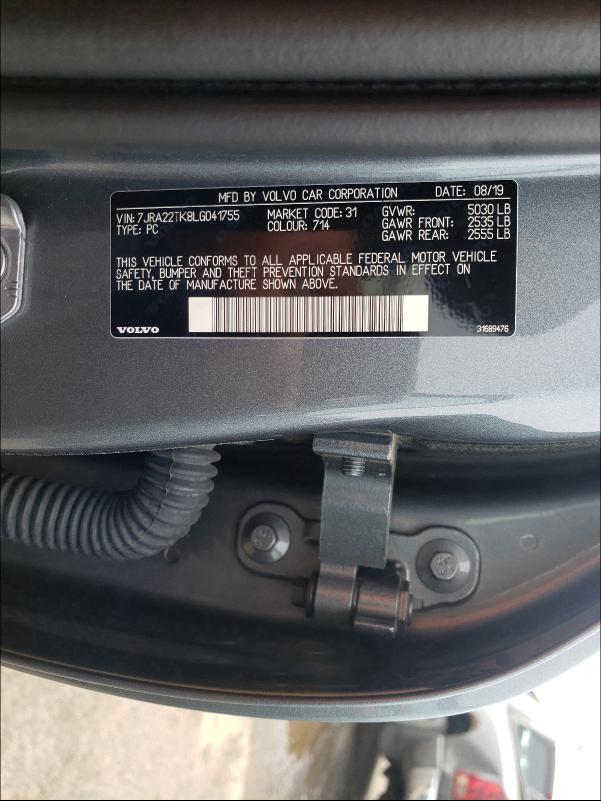 MFD BY VOLVO CAR CORPORATION DATE: 08/19
VIN: 7JRA22TK8LG041755 MARKET CODE: 31 GVWR: 5030 LB
TYPE: PC COLOUR: 714 GAWR FRONT: 2535 LB
GAWR REAR: 2555 LB
THIS VEHICLE CONFORMS TO ALL APPLICABLE FEDERAL MOTOR VEHICLE
SAFETY, BUMPER AND THEFT PREVENTION STANDARDS IN EFFECT ON
THE DATE OF MANUFACTURE SHOWN ABOVE.
VOLVO 31689476